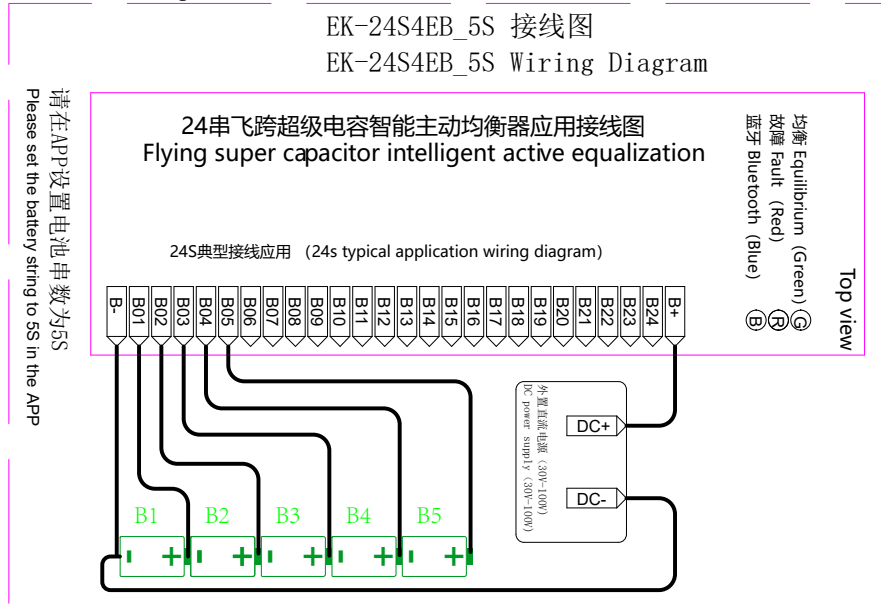 EK-24S4EB_5S 接线图
EK-24S4EB_5S Wiring Diagram
请在APP设置电池串数为5S
Please set the battery string to 5S in the APP
24串飞跨超级电容智能主动均衡器应用接线图
Flying super capacitor intelligent active equalization
均衡 Equilibrium (Green) G
故障 Fault (Red) R
蓝牙 Bluetooth (Blue) B
Top view
24S典型接线应用 (24s typical application wiring diagram)
B- B01 B02 B03 B04 B05 B06 B07 B08 B09 B10 B11 B12 B13 B14 B15 B16 B17 B18 B19 B20 B21 B22 B23 B24 B+
外置直流电源 (30V-100V)
DC power supply (30V-100V)
DC+
DC-
B1 B2 B3 B4 B5
- + - + - + - + - +